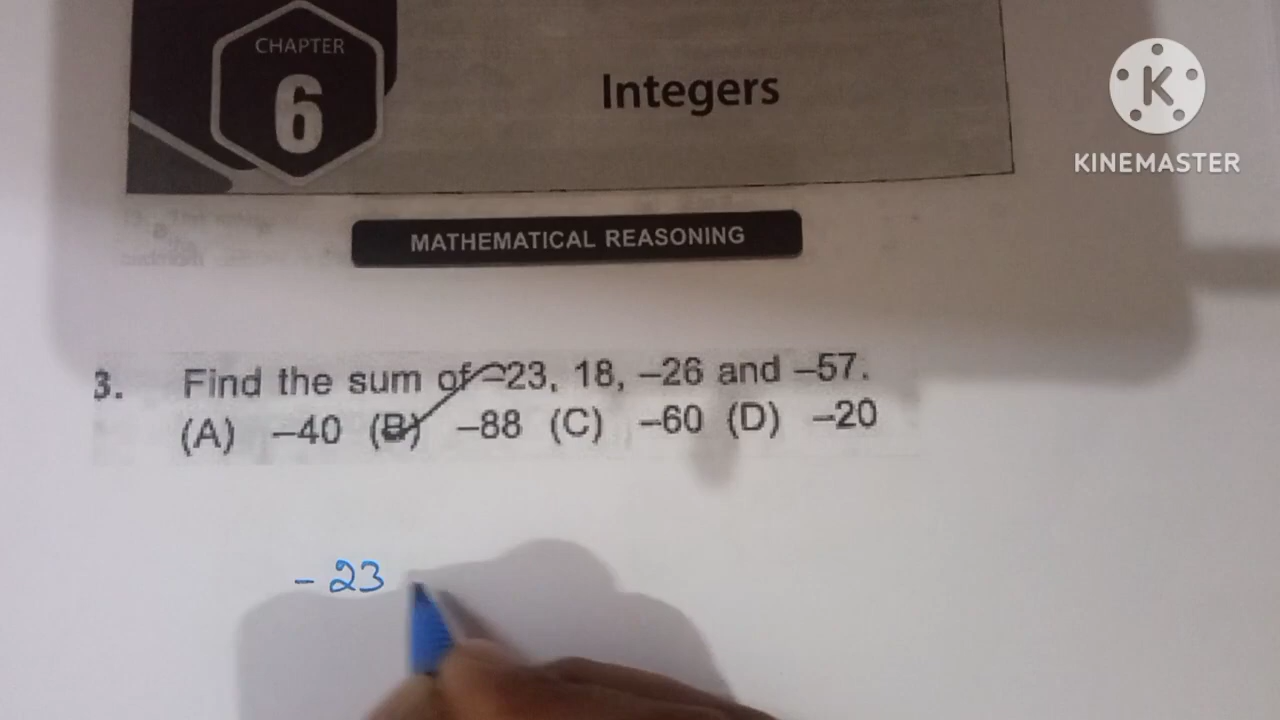 CHAPTER
6
Integers
KINEMASTER
MATHEMATICAL REASONING
3. Find the sum of –23, 18, –26 and –57.
(A) –40 (B) –88 (C) –60 (D) –20
- 23